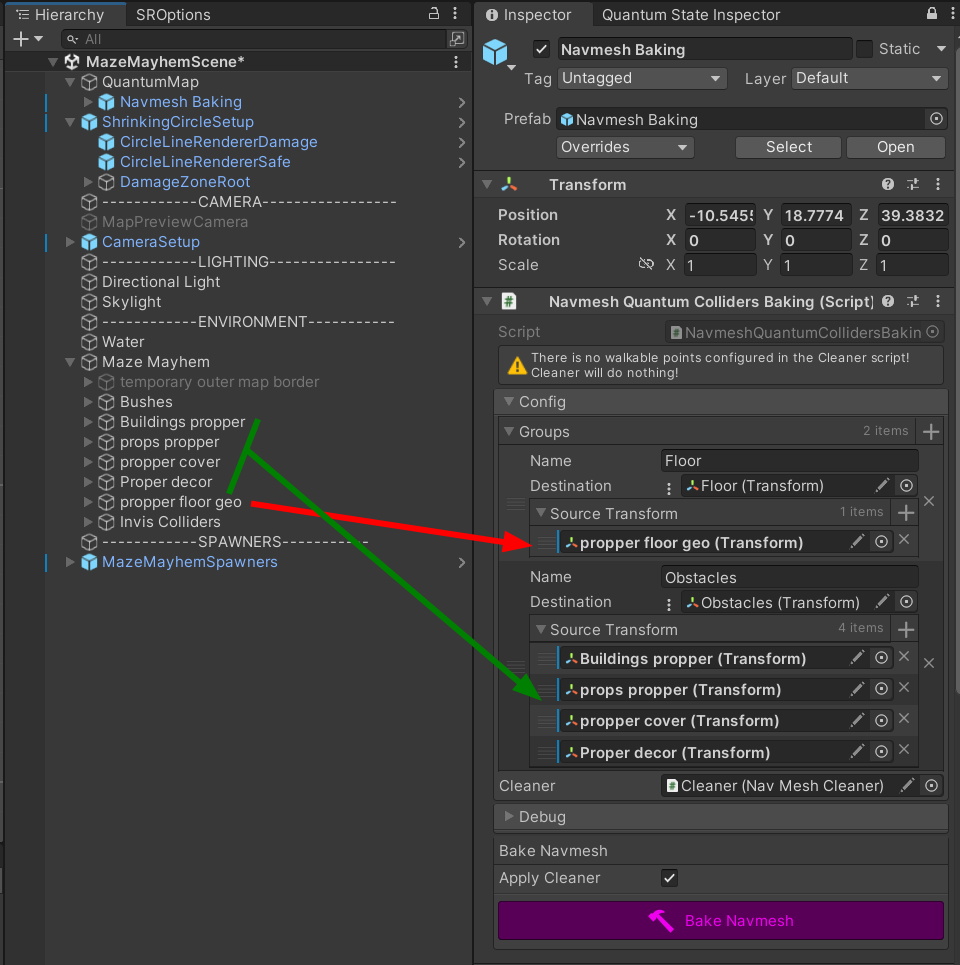 Hierarchy
SROptions
All
MazeMayhemScene*
QuantumMap
Navmesh Baking
ShrinkingCircleSetup
CircleLineRendererDamage
CircleLineRendererSafe
DamageZoneRoot
------------CAMERA-----------------
MapPreviewCamera
CameraSetup
------------LIGHTING----------------
Directional Light
Skylight
------------ENVIRONMENT-----------
Water
Maze Mayhem
temporary outer map border
Bushes
Buildings propper
props propper
propper cover
Proper decor
propper floor geo
Invis Colliders
------------SPAWNERS-----------
MazeMayhemSpawners
Inspector
Quantum State Inspector
Navmesh Baking
Static
Tag Untagged Layer Default
Prefab Navmesh Baking
Overrides Select Open
Transform
Position X -10.5455 Y 18.7774 Z 39.3832
Rotation X 0 Y 0 Z 0
Scale X 1 Y 1 Z 1
# Navmesh Quantum Colliders Baking (Script)
Script # NavmeshQuantumCollidersBakin
There is no walkable points configured in the Cleaner script!
Cleaner will do nothing!
Config
Groups 2 items
Name Floor
Destination Floor (Transform)
Source Transform 1 items
propper floor geo (Transform)
Name Obstacles
Destination Obstacles (Transform)
Source Transform 4 items
Buildings propper (Transform)
props propper (Transform)
propper cover (Transform)
Proper decor (Transform)
Cleaner # Cleaner (Nav Mesh Cleaner)
Debug
Bake Navmesh
Apply Cleaner
Bake Navmesh